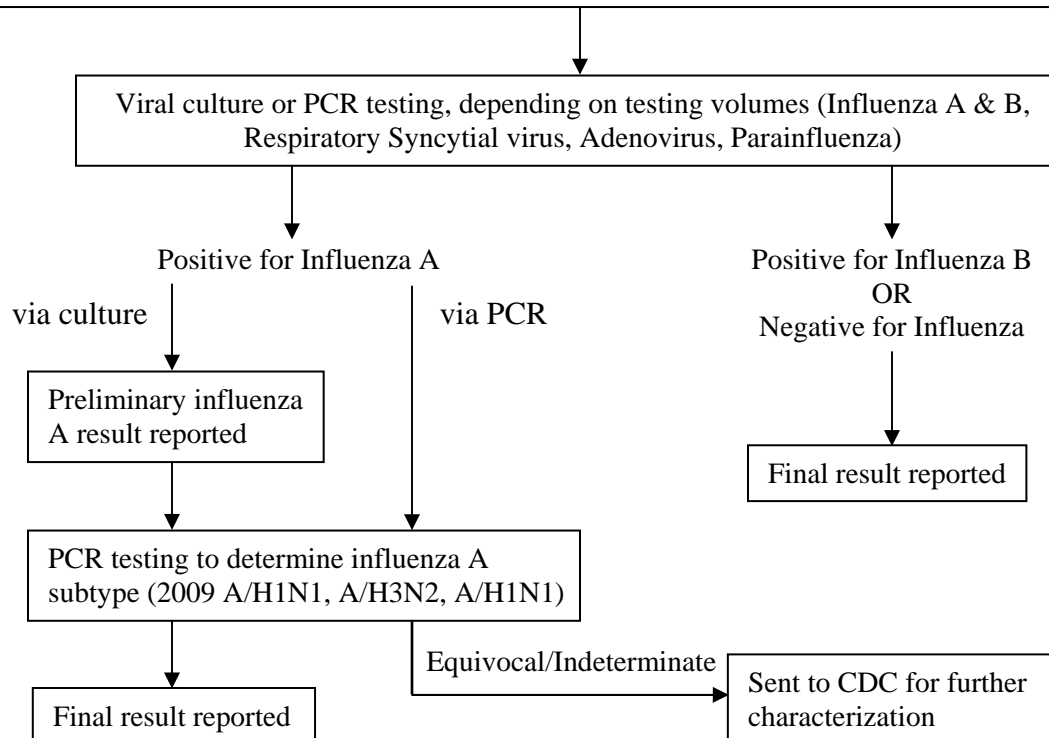 Viral culture or PCR testing, depending on testing volumes (Influenza A & B,
Respiratory Syncytial virus, Adenovirus, Parainfluenza)
Positive for Influenza A
Positive for Influenza B
OR
Negative for Influenza
via culture
via PCR
Preliminary influenza
A result reported
Final result reported
PCR testing to determine influenza A
subtype (2009 A/H1N1, A/H3N2, A/H1N1)
Equivocal/Indeterminate
Sent to CDC for further
characterization
Final result reported